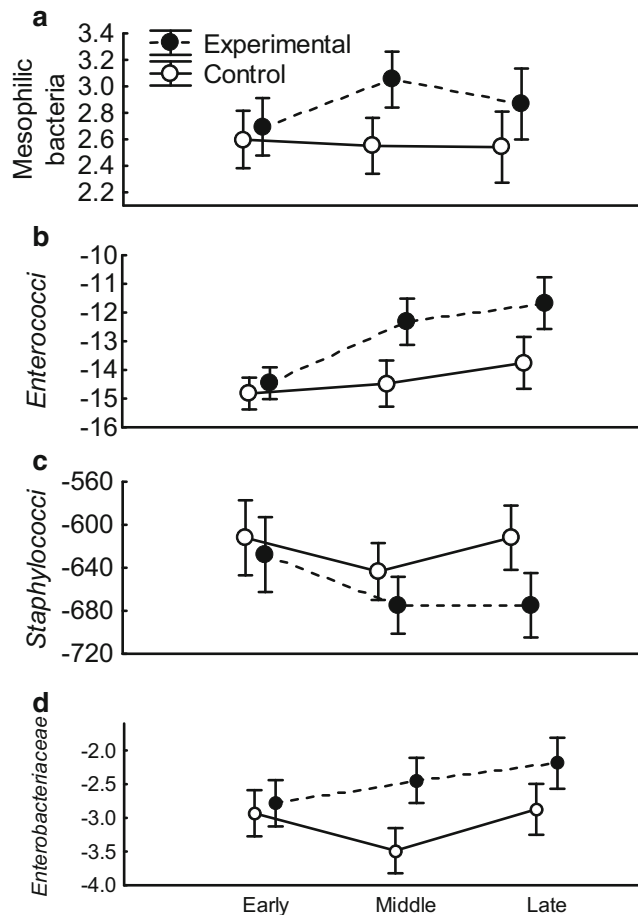 a
3.4
3.2
3.0
2.8
2.6
2.4
2.2
Mesophilic
bacteria
Experimental
Control
b
-10
-11
-12
-13
-14
-15
-16
Enterococci
c
-560
-600
-640
-680
-720
Staphylococci
d
-2.0
-2.5
-3.0
-3.5
-4.0
Enterobacteriaceae
Early Middle Late